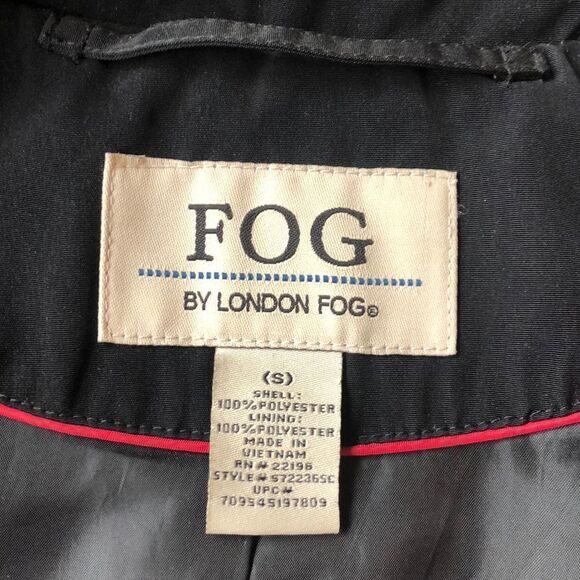 FOG
BY LONDON FOG®
(S)
SHELL:
100% POLYESTER
LINING:
100% POLYESTER
MADE IN
VIETNAM
RN# 22196
STYLE# S72236SC
UPC#
709545197809